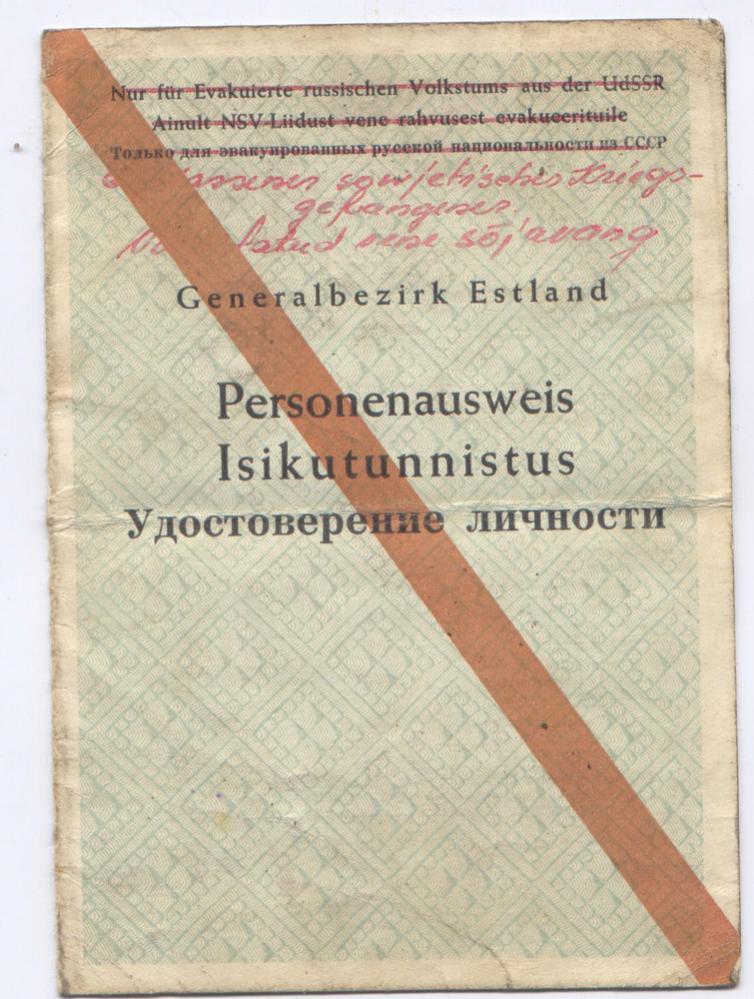 Nur für Evakuierte russischen Volkstums aus der UdSSR
Ainult NSV-Liidust vene rahvusest evakueerituile
Только для эвакуированных русской национальности из СССР
sowjetischer Kriegs-
gefangener
vene sõjavang
Generalbezirk Estland
Personenausweis
Isikutunnistus
Удостоверение личности